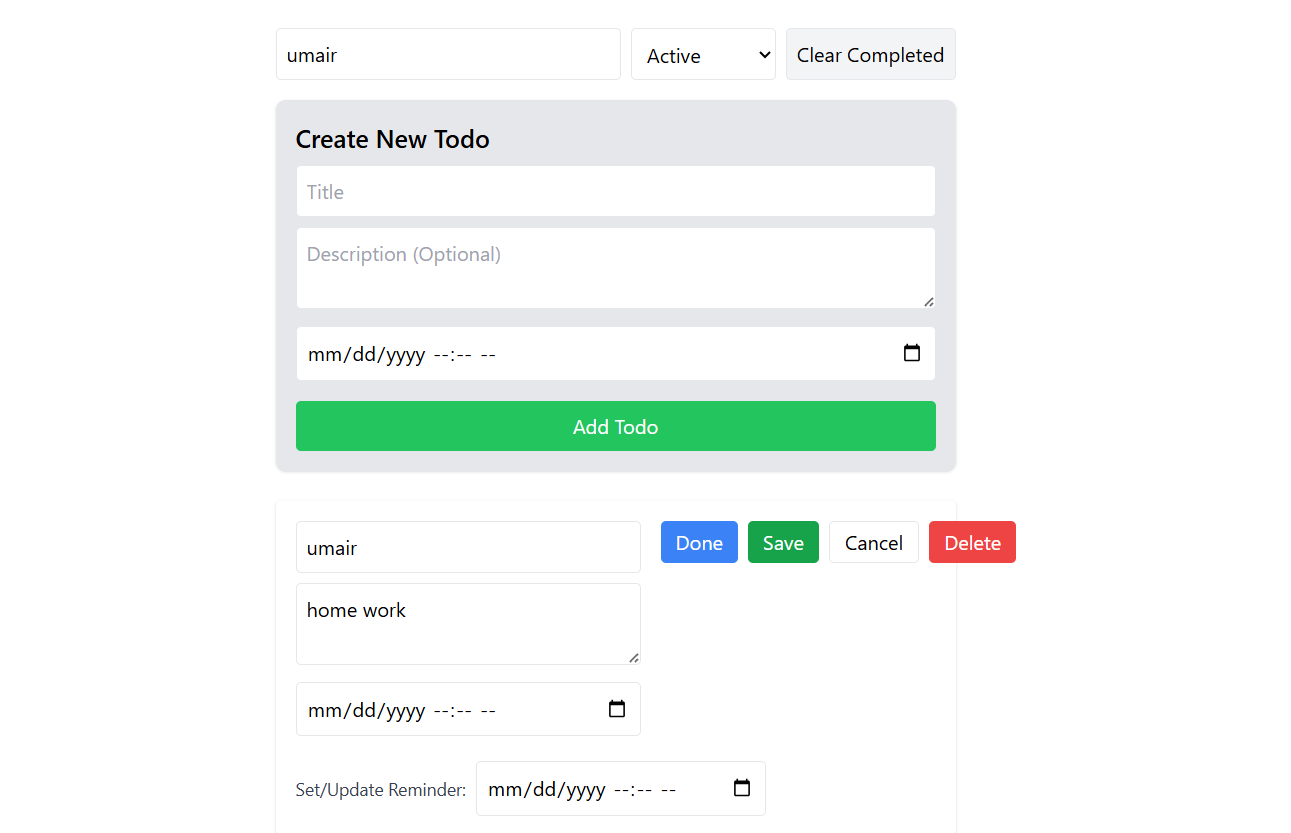 umair Active Clear Completed
Create New Todo
Title
Description (Optional)
mm/dd/yyyy --:-- --
Add Todo
umair Done Save Cancel Delete
home work
mm/dd/yyyy --:-- --
Set/Update Reminder: mm/dd/yyyy --:-- --